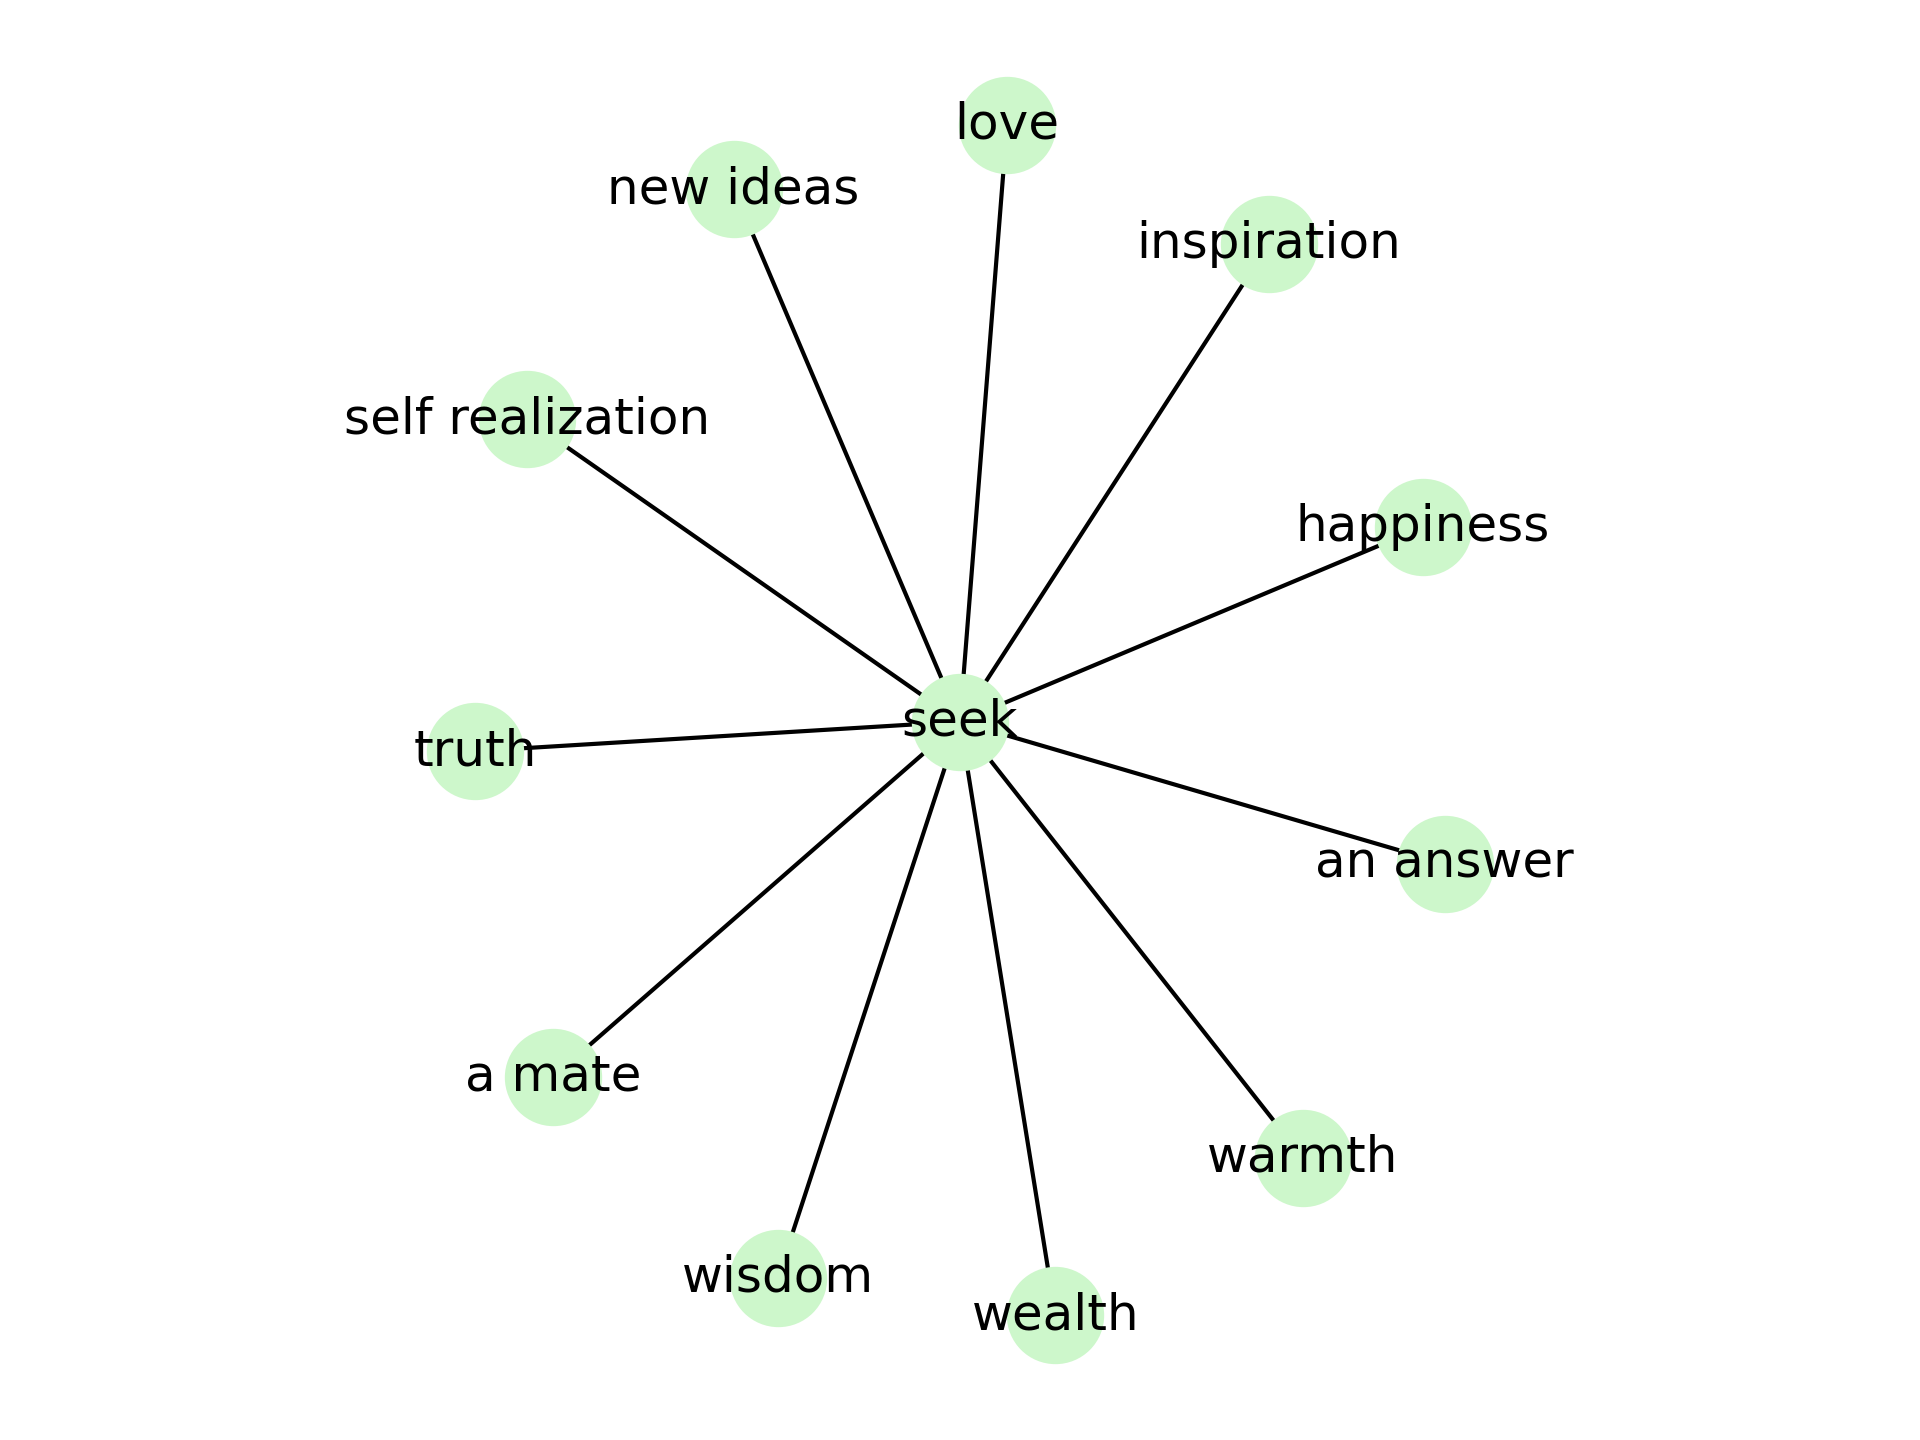 love
new ideas
inspiration
self realization
happiness
seek
truth
an answer
a mate
warmth
wisdom
wealth